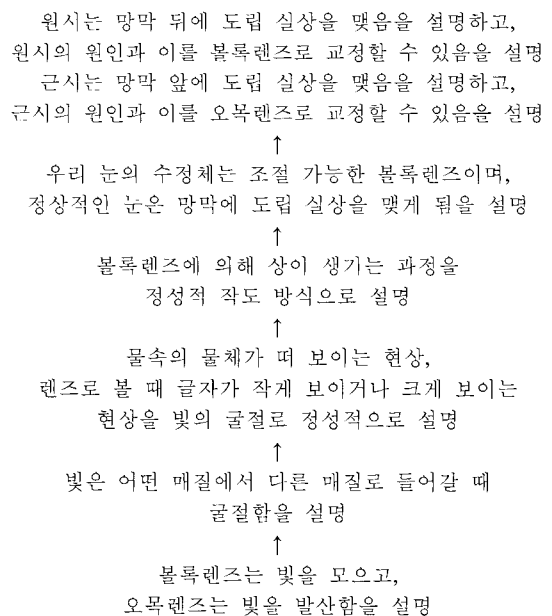 원시는 망막 뒤에 도립 실상을 맺음을 설명하고,
원시의 원인과 이를 볼록렌즈로 교정할 수 있음을 설명
근시는 망막 앞에 도립 실상을 맺음을 설명하고,
근시의 원인과 이를 오목렌즈로 교정할 수 있음을 설명
↑
우리 눈의 수정체는 조절 가능한 볼록렌즈이며,
정상적인 눈은 망막에 도립 실상을 맺게 됨을 설명
↑
볼록렌즈에 의해 상이 생기는 과정을
정성적 작도 방식으로 설명
↑
물속의 물체가 떠 보이는 현상,
렌즈로 볼 때 글자가 작게 보이거나 크게 보이는
현상을 빛의 굴절로 정성적으로 설명
↑
빛은 어떤 매질에서 다른 매질로 들어갈 때
굴절함을 설명
↑
볼록렌즈는 빛을 모으고,
오목렌즈는 빛을 발산함을 설명